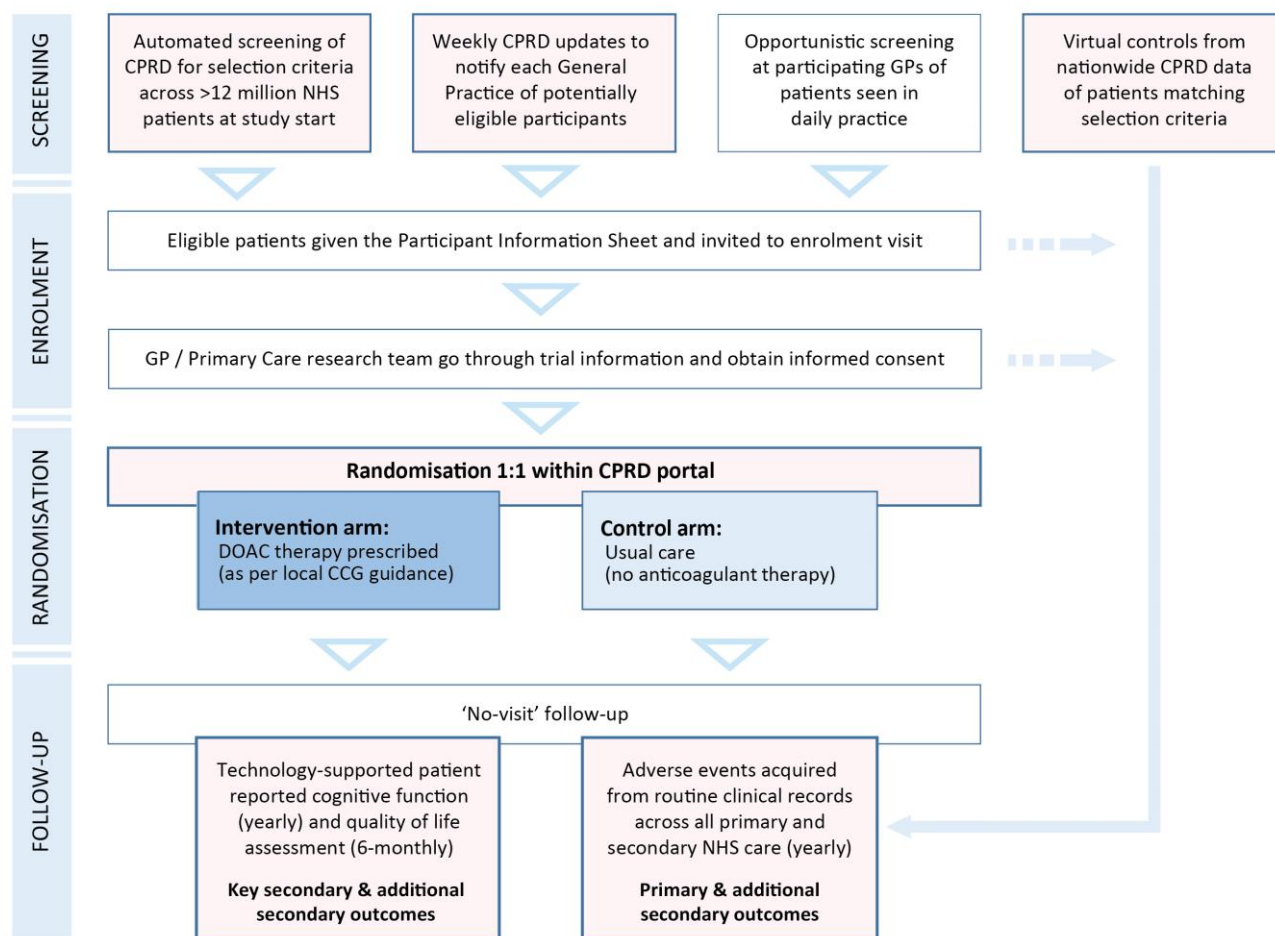 SCREENING
Automated screening of
CPRD for selection criteria
across >12 million NHS
patients at study start
Weekly CPRD updates to
notify each General
Practice of potentially
eligible participants
Opportunistic screening
at participating GPs of
patients seen in
daily practice
Virtual controls from
nationwide CPRD data
of patients matching
selection criteria
ENROLMENT
Eligible patients given the Participant Information Sheet and invited to enrolment visit
GP / Primary Care research team go through trial information and obtain informed consent
RANDOMISATION
Randomisation 1:1 within CPRD portal
Intervention arm:
DOAC therapy prescribed
(as per local CCG guidance)
Control arm:
Usual care
(no anticoagulant therapy)
FOLLOW-UP
‘No-visit’ follow-up
Technology-supported patient
reported cognitive function
(yearly) and quality of life
assessment (6-monthly)
Key secondary & additional
secondary outcomes
Adverse events acquired
from routine clinical records
across all primary and
secondary NHS care (yearly)
Primary & additional
secondary outcomes